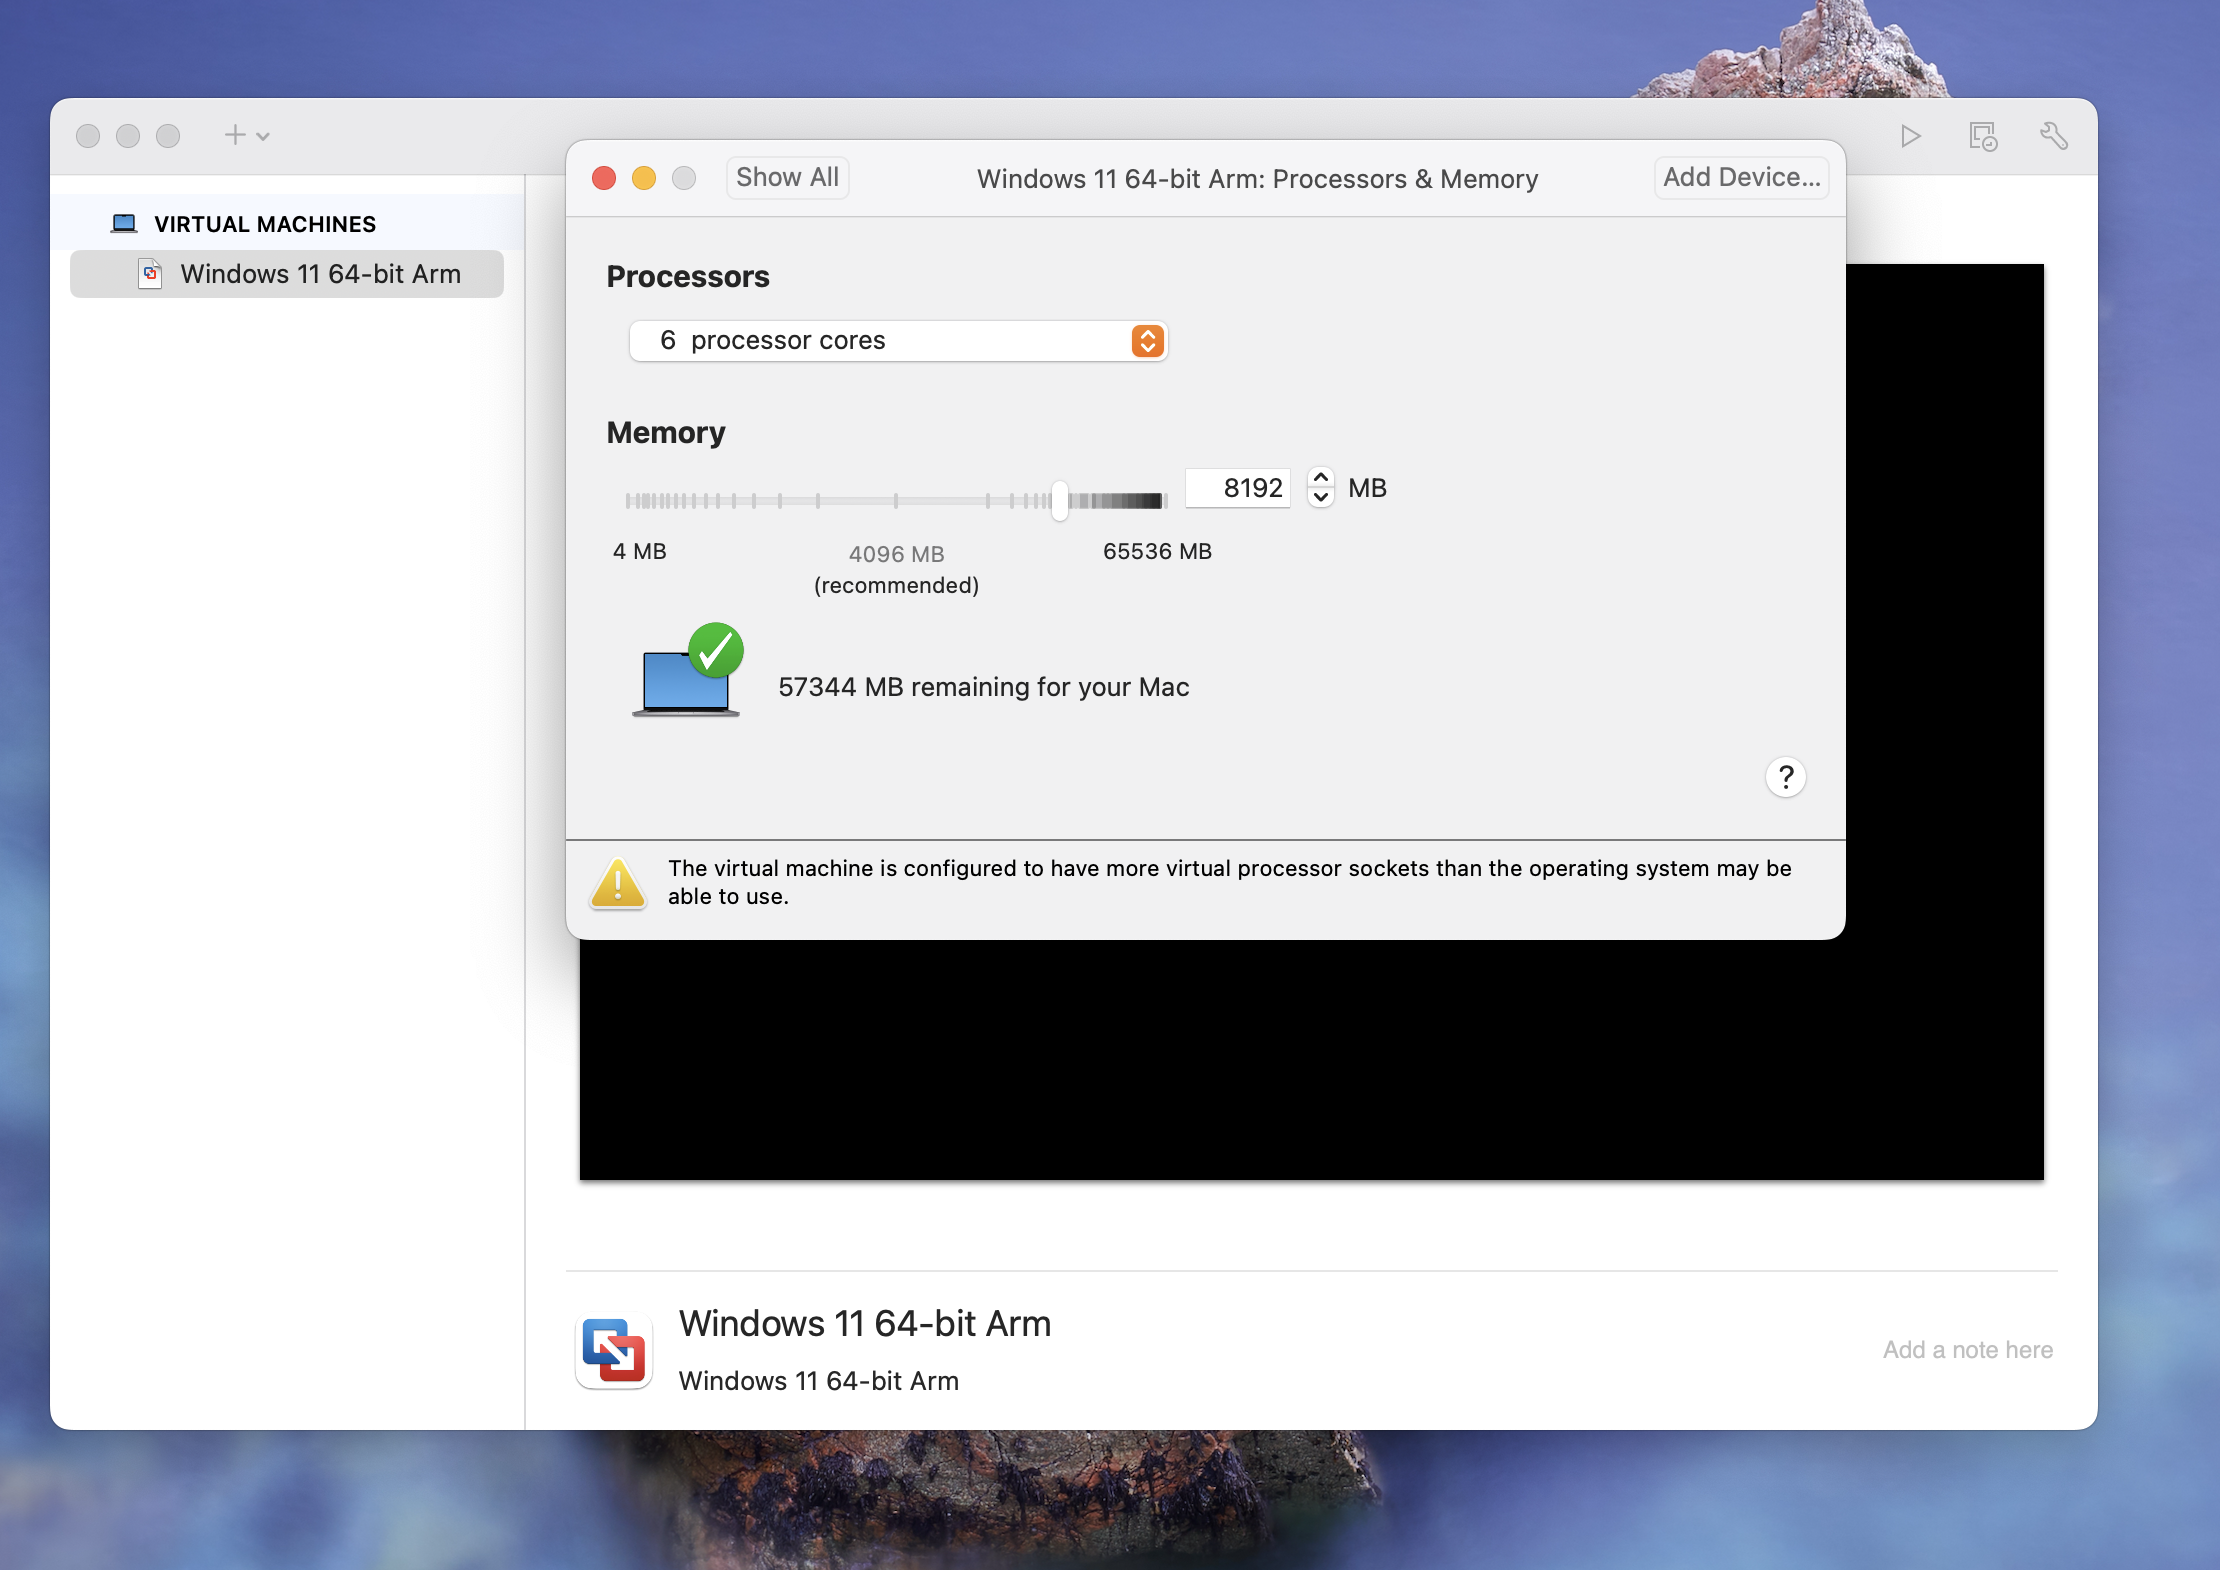 Show All
Windows 11 64-bit Arm: Processors & Memory
Add Device...
VIRTUAL MACHINES
Windows 11 64-bit Arm
Processors
6 processor cores
Memory
8192 MB
4 MB
4096 MB
65536 MB
(recommended)
57344 MB remaining for your Mac
?
The virtual machine is configured to have more virtual processor sockets than the operating system may be
able to use.
Windows 11 64-bit Arm
Windows 11 64-bit Arm
Add a note here